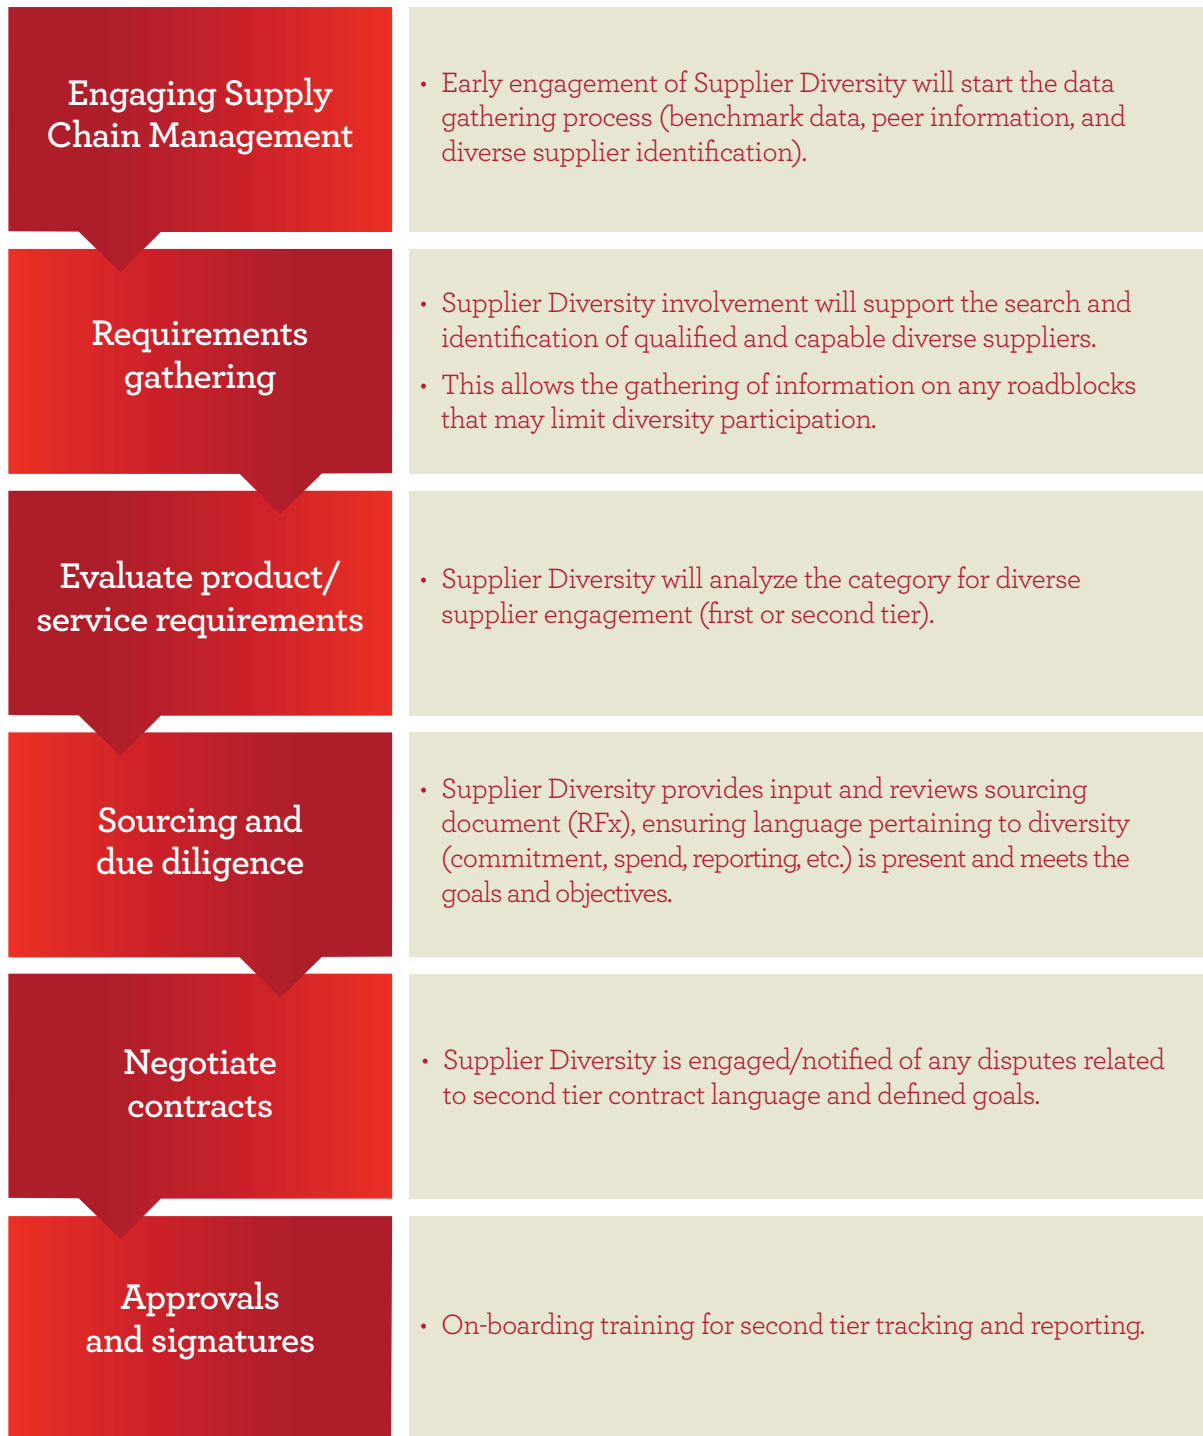 Engaging Supply
Chain Management
• Early engagement of Supplier Diversity will start the data
gathering process (benchmark data, peer information, and
diverse supplier identification).
Requirements
gathering
• Supplier Diversity involvement will support the search and
identification of qualified and capable diverse suppliers.
• This allows the gathering of information on any roadblocks
that may limit diversity participation.
Evaluate product/
service requirements
• Supplier Diversity will analyze the category for diverse
supplier engagement (first or second tier).
Sourcing and
due diligence
• Supplier Diversity provides input and reviews sourcing
document (RFx), ensuring language pertaining to diversity
(commitment, spend, reporting, etc.) is present and meets the
goals and objectives.
Negotiate
contracts
• Supplier Diversity is engaged/notified of any disputes related
to second tier contract language and defined goals.
Approvals
and signatures
• On-boarding training for second tier tracking and reporting.